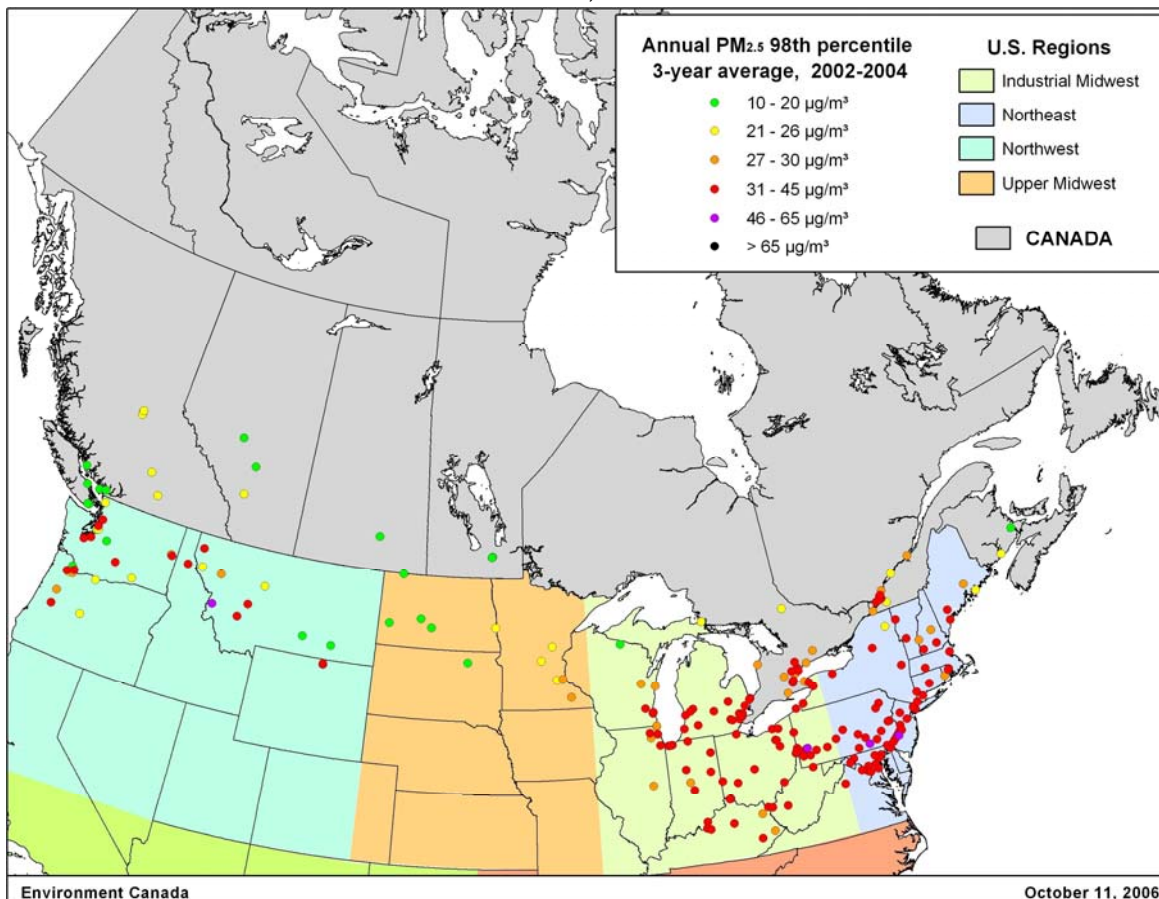 Annual PM2.5 98th percentile
3-year average, 2002-2004
10 - 20 µg/m³
21 - 26 µg/m³
27 - 30 µg/m³
31 - 45 µg/m³
46 - 65 µg/m³
> 65 µg/m³
U.S. Regions
Industrial Midwest
Northeast
Northwest
Upper Midwest
CANADA
Environment Canada
October 11, 2006